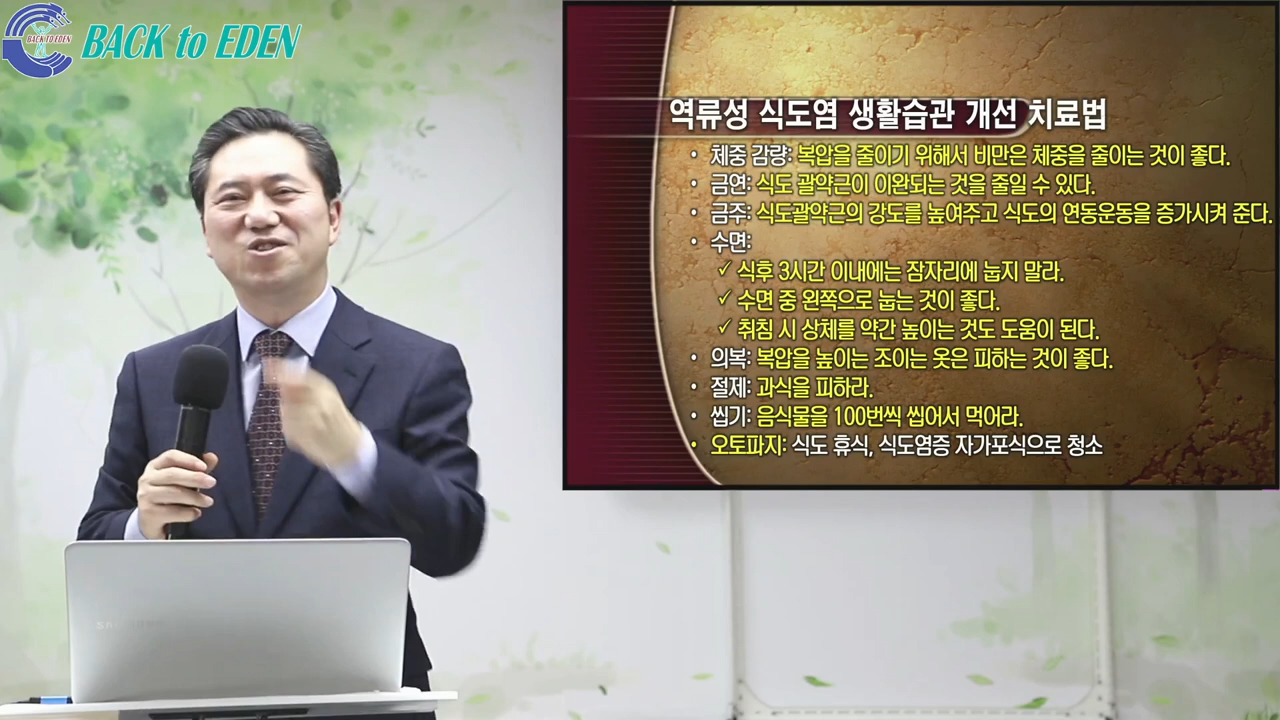 BACK TO EDEN
BACK to EDEN
역류성 식도염 생활습관 개선 치료법
• 체중 감량: 복압을 줄이기 위해서 비만은 체중을 줄이는 것이 좋다.
• 금연: 식도 괄약근이 이완되는 것을 줄일 수 있다.
• 금주: 식도괄약근의 강도를 높여주고 식도의 연동운동을 증가시켜 준다.
• 수면:
✓ 식후 3시간 이내에는 잠자리에 눕지 말라.
✓ 수면 중 왼쪽으로 눕는 것이 좋다.
✓ 취침 시 상체를 약간 높이는 것도 도움이 된다.
• 의복: 복압을 높이는 조이는 옷은 피하는 것이 좋다.
• 절제: 과식을 피하라.
• 씹기: 음식물을 100번씩 씹어서 먹어라.
• 오토파지: 식도 휴식, 식도염증 자가포식으로 청소